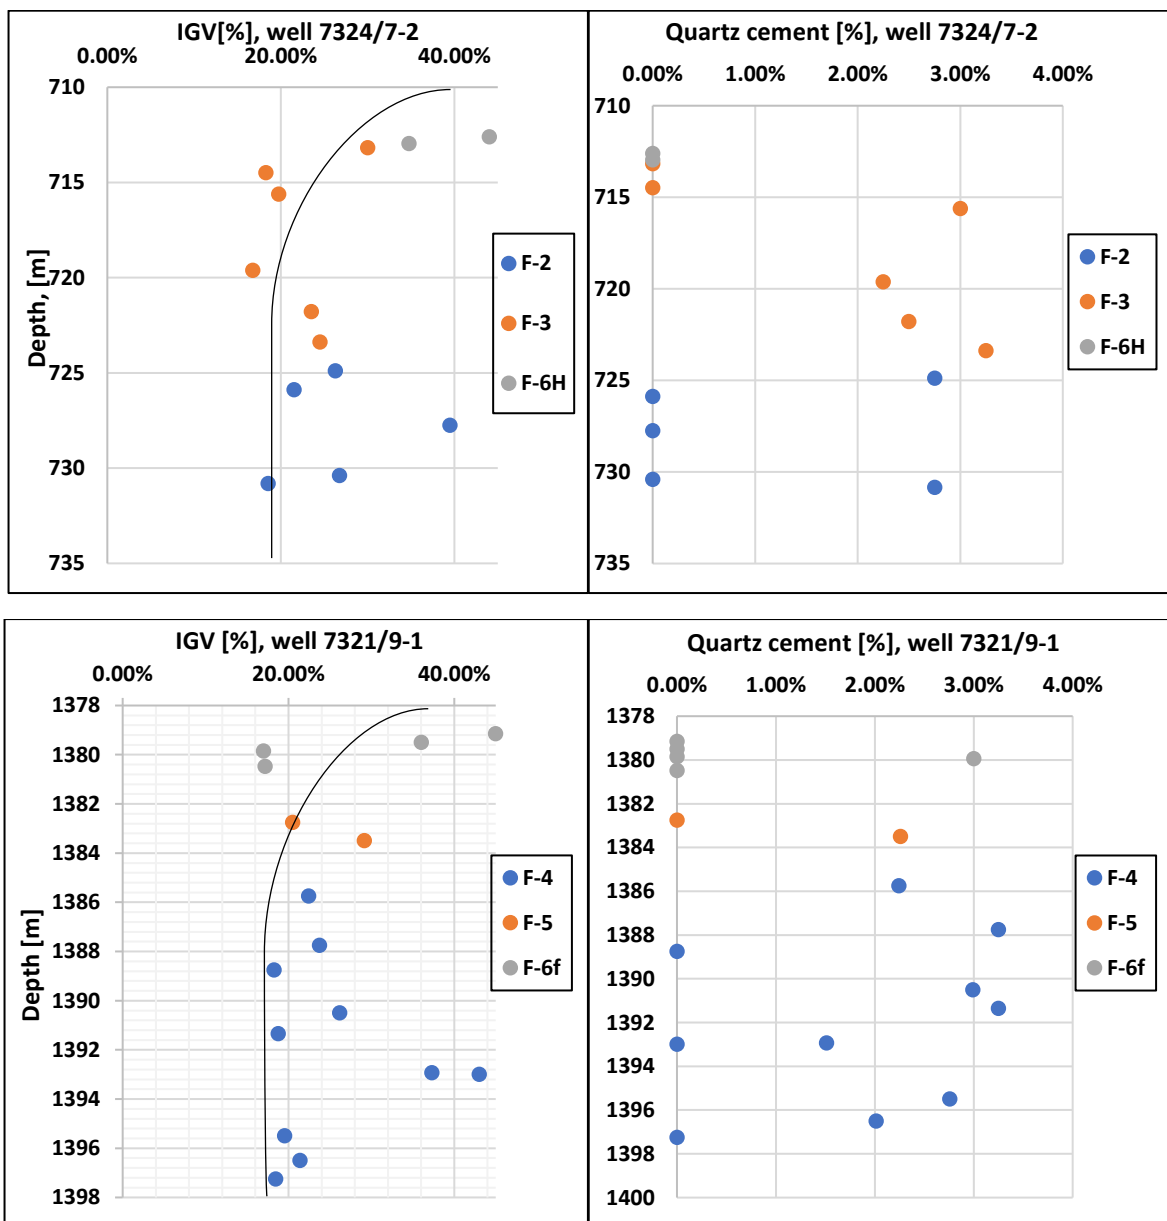 IGV[%], well 7324/7-2
0.00% 20.00% 40.00%
710
715
720
725
730
735
Depth, [m]
F-2
F-3
F-6H
Quartz cement [%], well 7324/7-2
0.00% 1.00% 2.00% 3.00% 4.00%
710
715
720
725
730
735
F-2
F-3
F-6H
IGV [%], well 7321/9-1
0.00% 20.00% 40.00%
1378
1380
1382
1384
1386
1388
1390
1392
1394
1396
1398
Depth [m]
F-4
F-5
F-6f
Quartz cement [%], well 7321/9-1
0.00% 1.00% 2.00% 3.00% 4.00%
1378
1380
1382
1384
1386
1388
1390
1392
1394
1396
1398
1400
F-4
F-5
F-6f